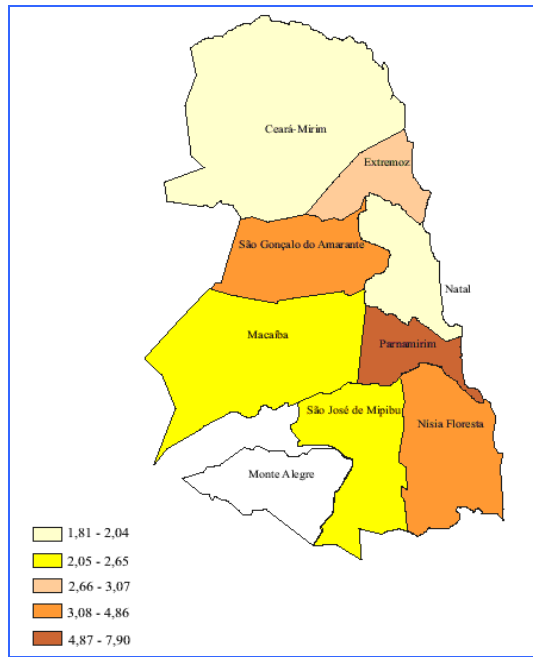 Ceará-Mirim
Extremoz
São Gonçalo do Amarante
Natal
Macaíba
Parnamirim
São José de Mipibu
Nísia Floresta
Monte Alegre
1,81 - 2,04
2,05 - 2,65
2,66 - 3,07
3,08 - 4,86
4,87 - 7,90